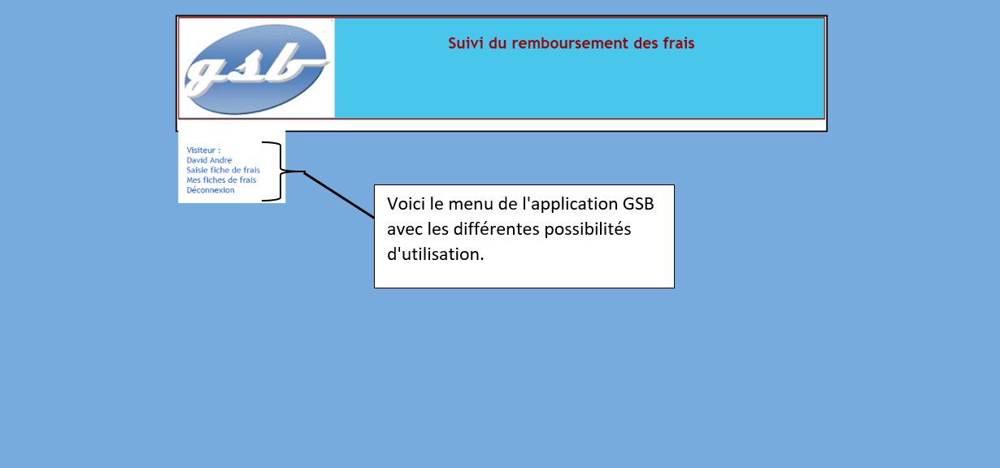 gsb
Suivi du remboursement des frais
Visiteur :
David Andre
Saisie fiche de frais
Mes fiches de frais
Déconnexion
Voici le menu de l'application GSB
avec les différentes possibilités
d'utilisation.